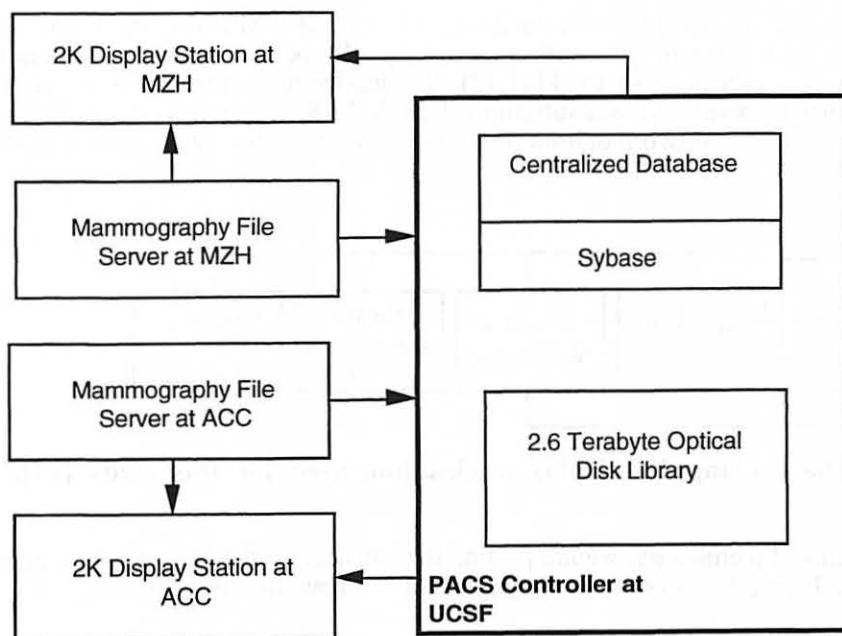 2K Display Station at
MZH
Mammography File
Server at MZH
Mammography File
Server at ACC
2K Display Station at
ACC
Centralized Database
Sybase
2.6 Terabyte Optical
Disk Library
PACS Controller at
UCSF